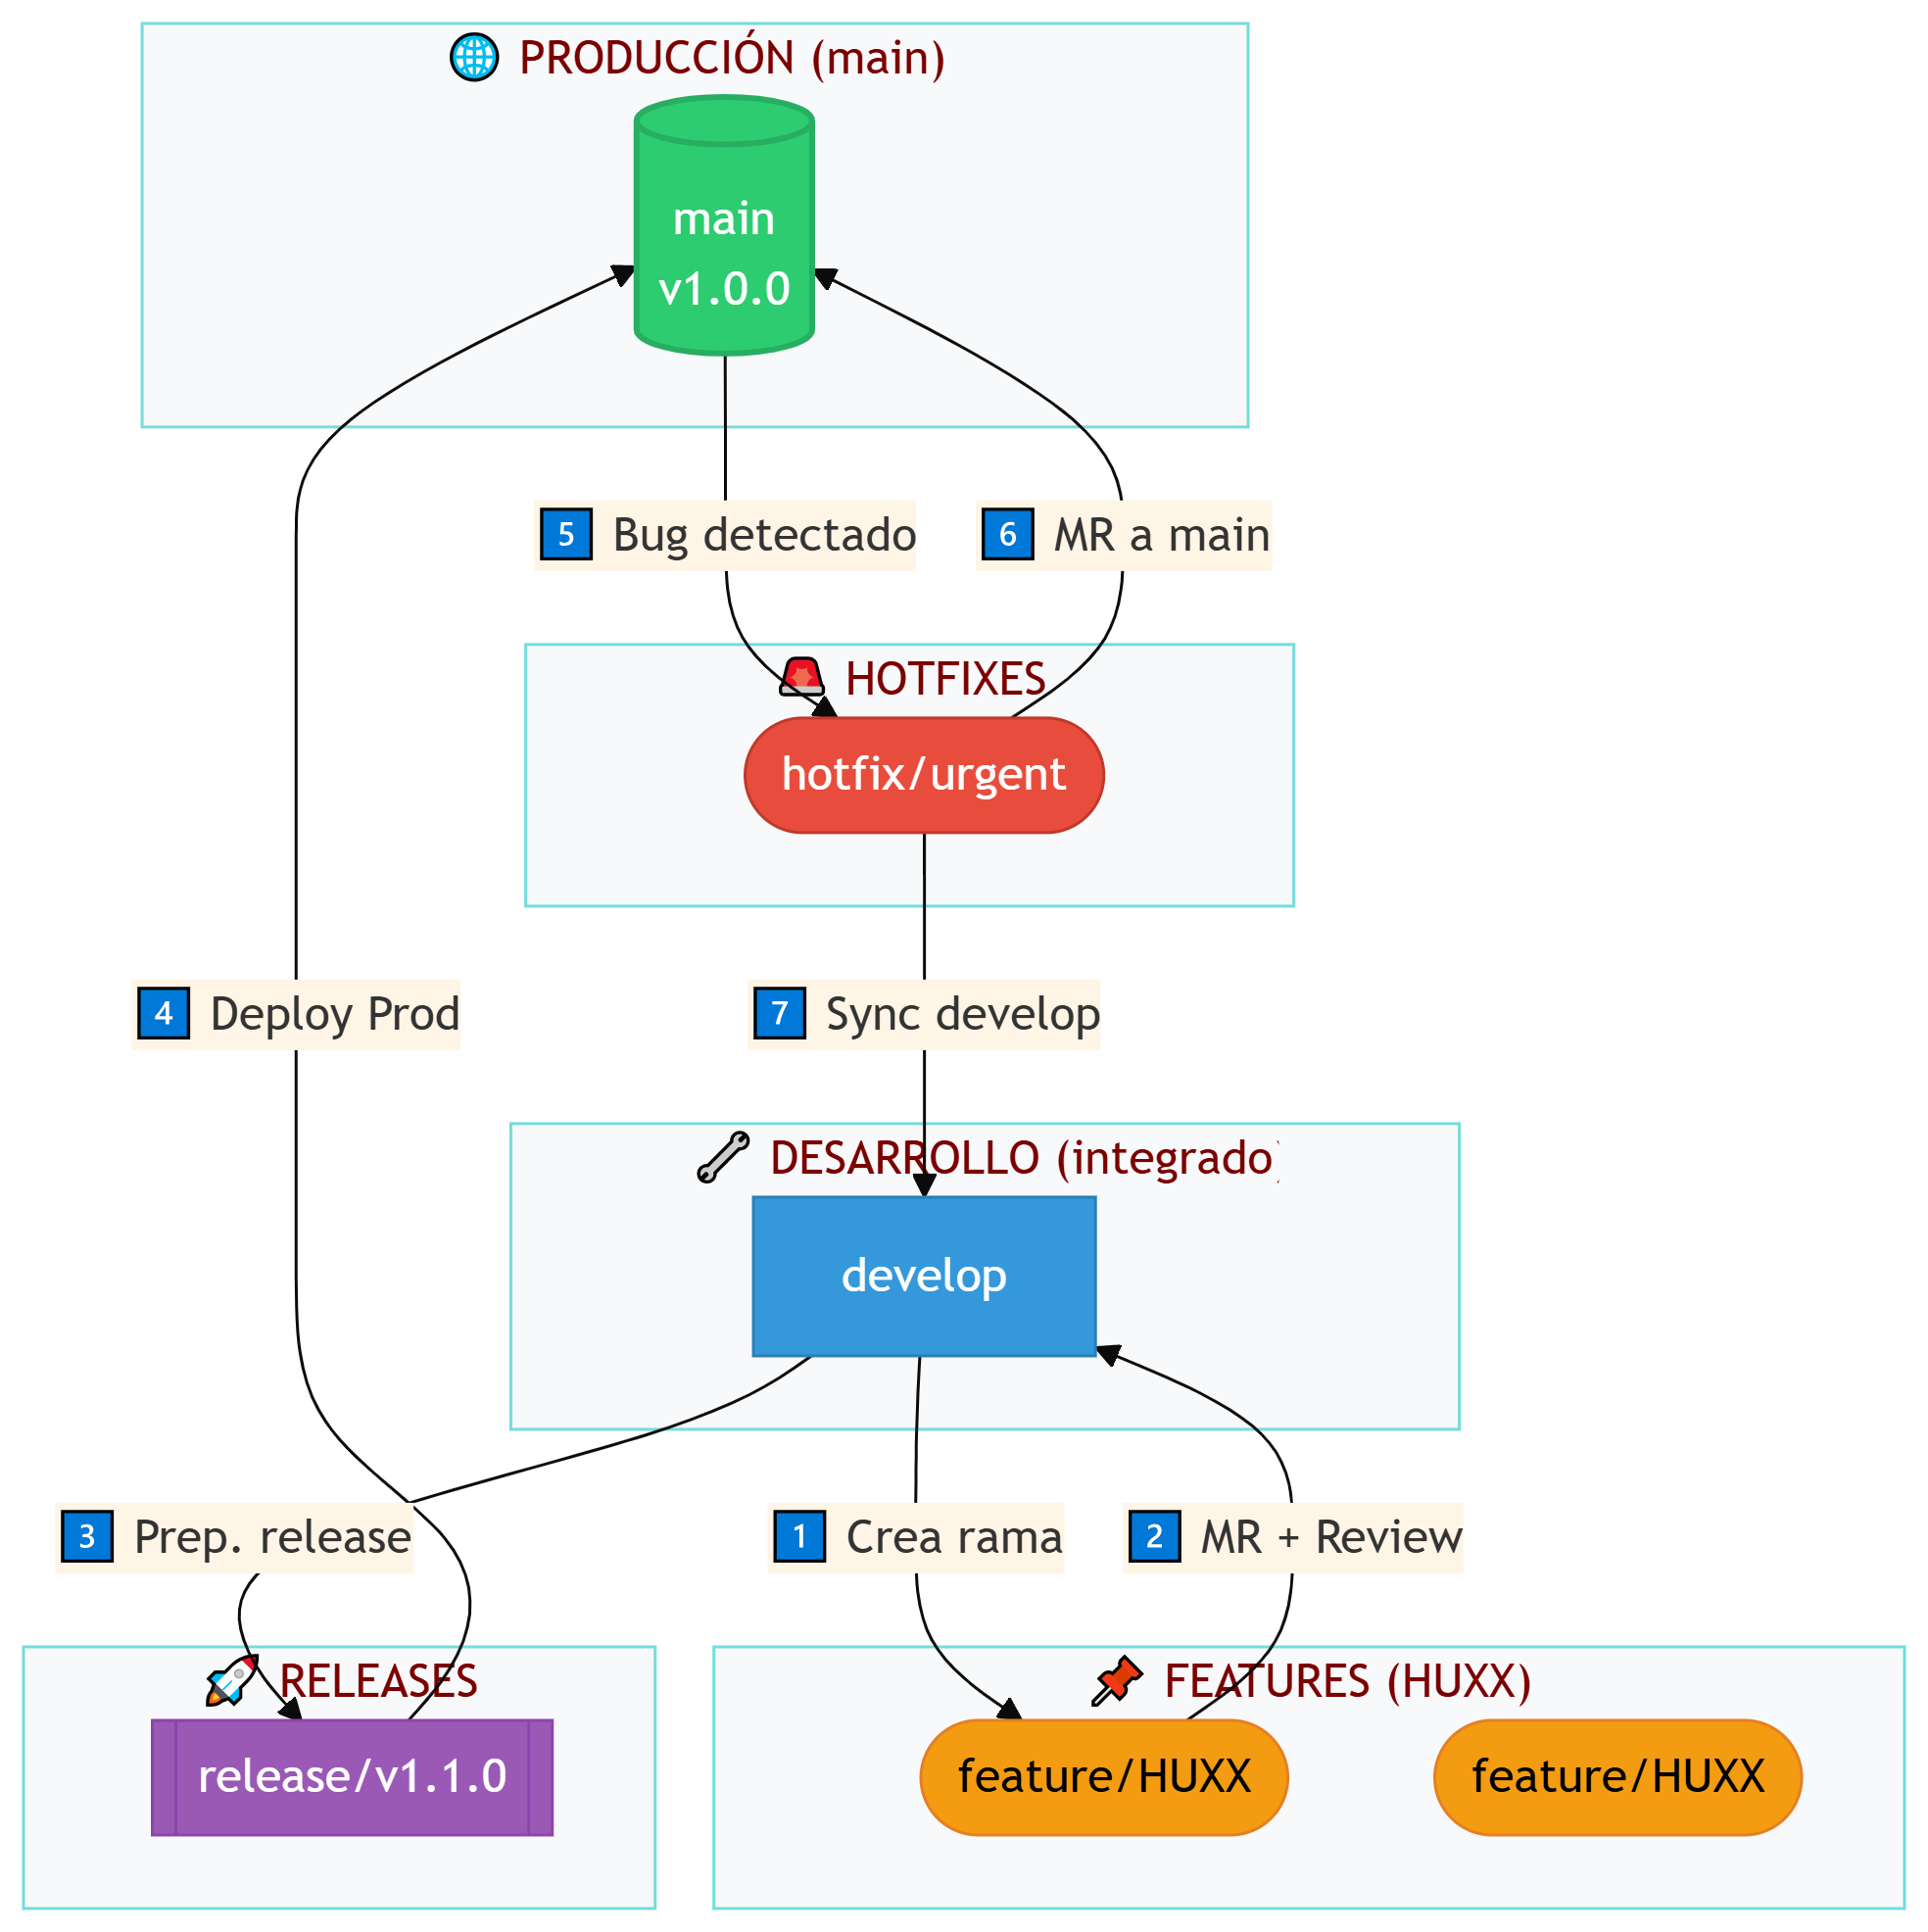 🌐 PRODUCCIÓN (main)
main
v1.0.0
5 Bug detectado
6 MR a main
🚨 HOTFIXES
hotfix/urgent
4 Deploy Prod
7 Sync develop
🔧 DESARROLLO (integrado)
develop
3 Prep. release
1 Crea rama
2 MR + Review
🚀 RELEASES
📌 FEATURES (HUXX)
release/v1.1.0
feature/HUXX
feature/HUXX